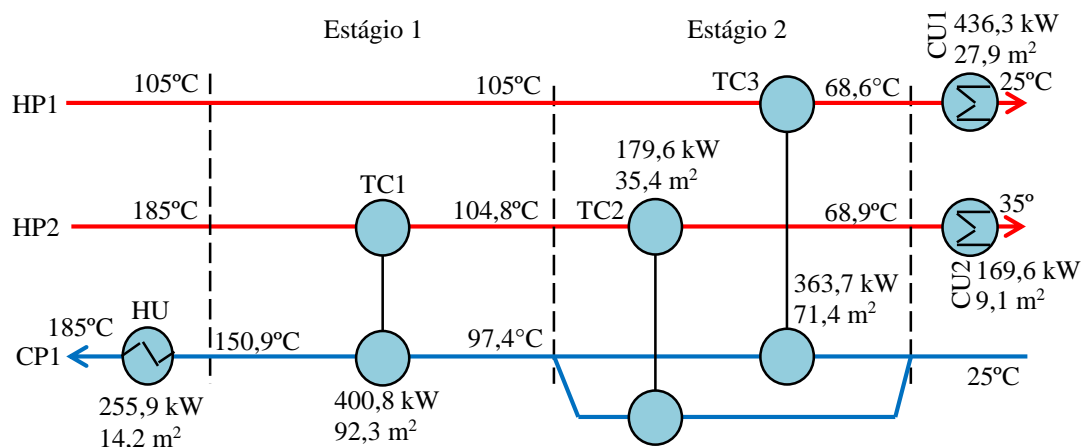 Estágio 1
Estágio 2
CU1
436,3 kW
27,9 m²
HP1
105ºC
105ºC
TC3
68,6°C
25ºC
179,6 kW
35,4 m²
TC1
HP2
185ºC
104,8ºC
TC2
68,9ºC
35º
CU2
169,6 kW
9,1 m²
HU
363,7 kW
71,4 m²
CP1
185ºC
150,9ºC
97,4°C
25ºC
255,9 kW
14,2 m²
400,8 kW
92,3 m²